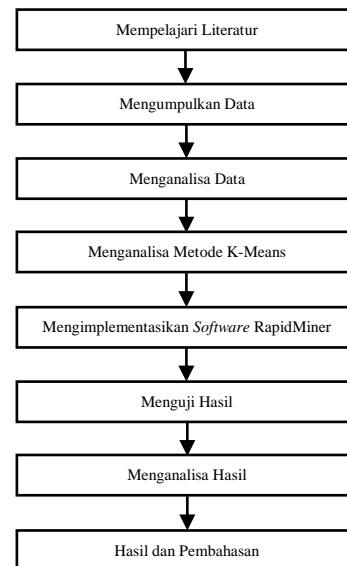 Mempelajari Literatur
Mengumpulkan Data
Menganalisa Data
Menganalisa Metode K-Means
Mengimplementasikan Software RapidMiner
Menguji Hasil
Menganalisa Hasil
Hasil dan Pembahasan